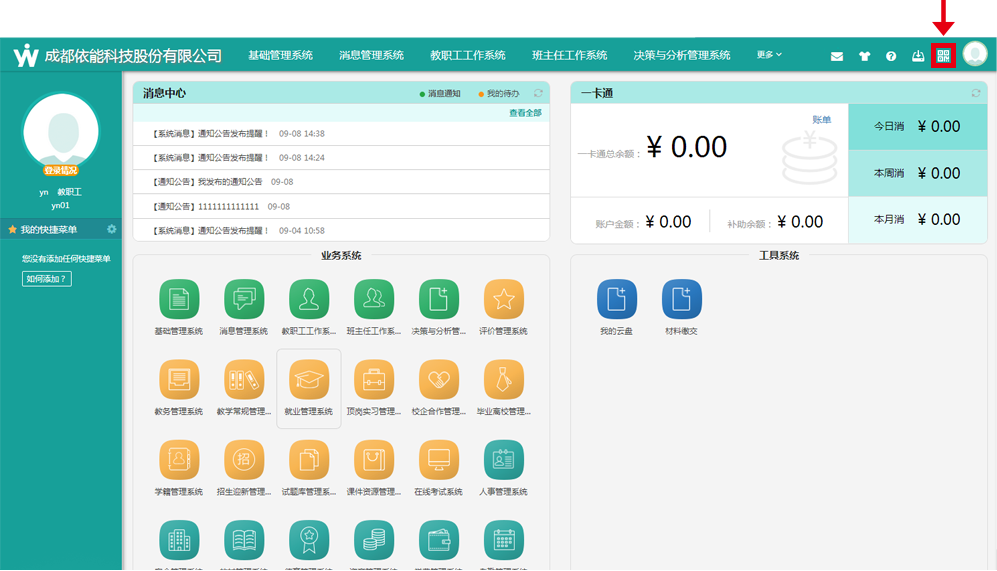 成都依能科技股份有限公司 基础管理系统 消息管理系统 教职工工作系统 班主任工作系统 决策与分析管理系统 更多
登录情况
yn 教职工
yn01
我的快捷菜单
您没有添加任何快捷菜单
如何添加？
消息中心 消息通知 我的待办
查看全部
【系统消息】通知公告发布提醒！ 09-08 14:38
【系统消息】通知公告发布提醒！ 09-08 14:24
【通知公告】我发布的通知公告 09-08
【通知公告】1111111111111 09-08
【系统消息】通知公告发布提醒！ 09-04 10:58
一卡通
账单
一卡通总余额： ¥ 0.00
账户金额： ¥ 0.00 补助余额： ¥ 0.00
今日消 ¥ 0.00
本周消 ¥ 0.00
本月消 ¥ 0.00
业务系统
基础管理系统 消息管理系统 教职工工作系... 班主任工作系... 决策与分析管... 评价管理系统
教务管理系统 教学常规管理... 就业管理系统 顶岗实习管理... 校企合作管理... 毕业离校管理...
招
学籍管理系统 招生迎新管理... 试题库管理系... 课件资源管理... 在线考试系统 人事管理系统
工具系统
我的云盘 材料缴交